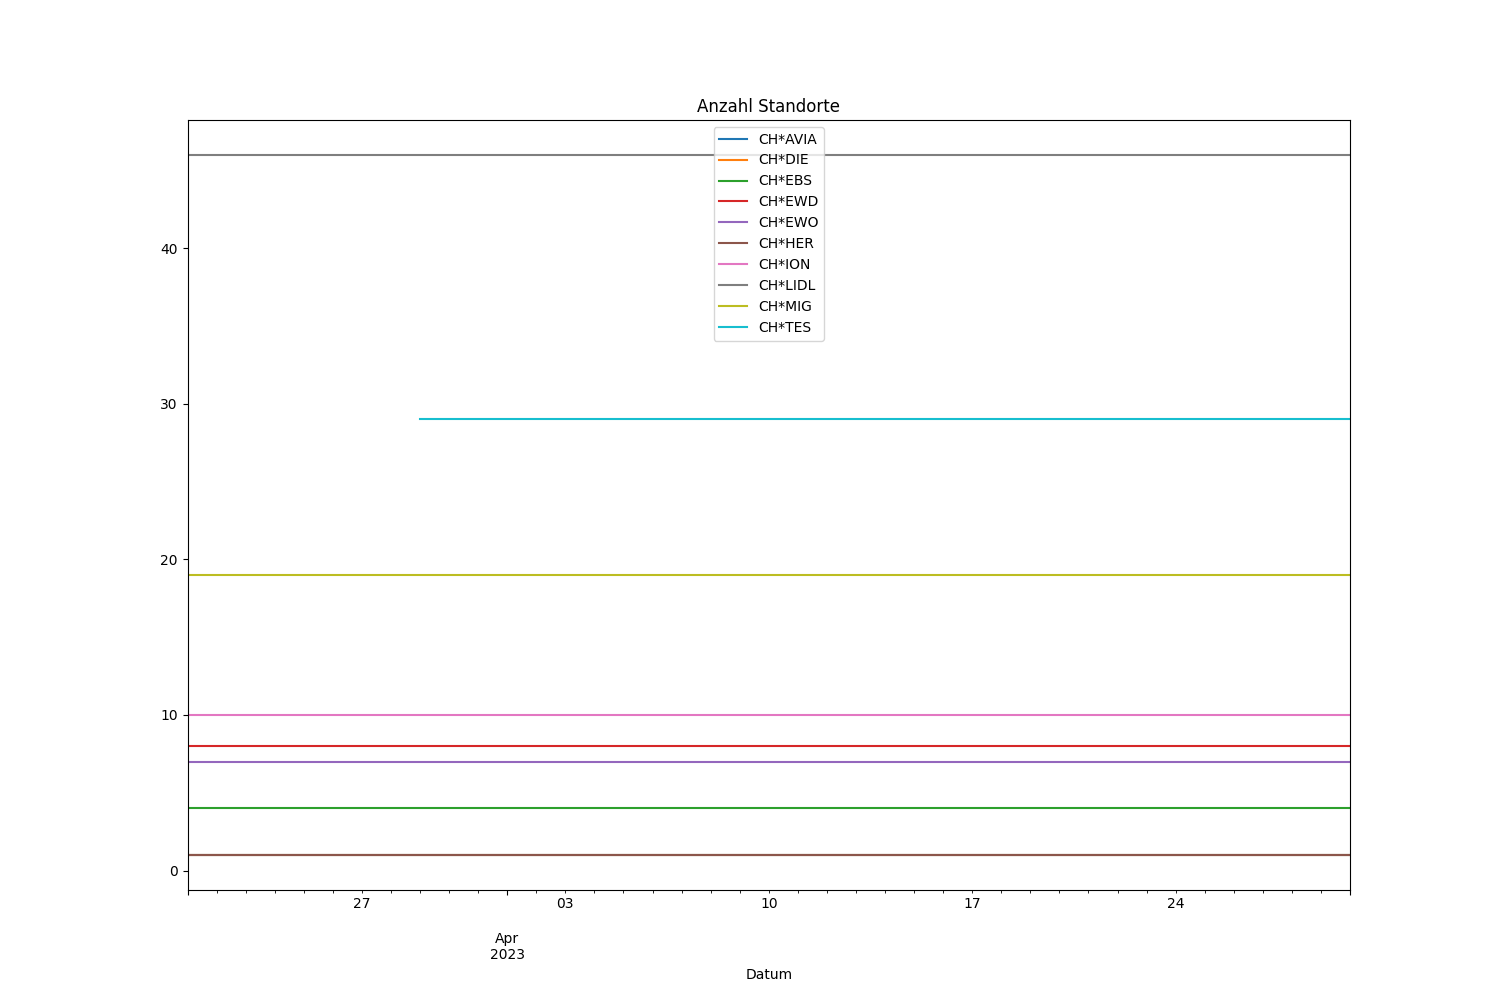 Anzahl Standorte
CH*AVIA
CH*DIE
CH*EBS
CH*EWD
CH*EWO
CH*HER
CH*ION
CH*LIDL
CH*MIG
CH*TES
40
30
20
10
0
27
03
10
17
24
Apr
2023
Datum